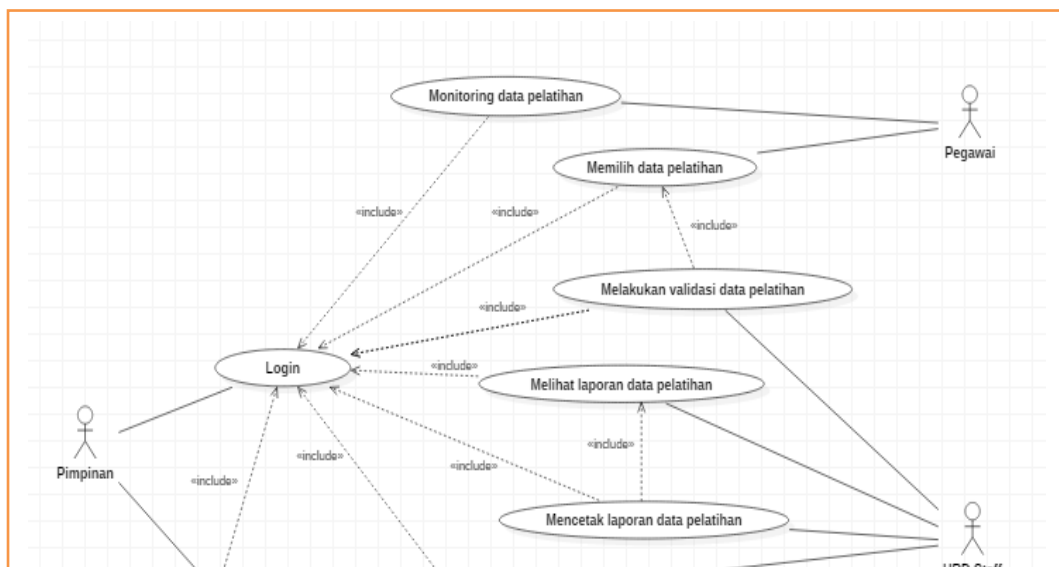 Monitoring data pelatihan
Pegawai
Memilih data pelatihan
«include»
«include»
«include»
Melakukan validasi data pelatihan
«include»
Login
«include»
Melihat laporan data pelatihan
«include»
Pimpinan
«include»
«include»
«include»
Mencetak laporan data pelatihan